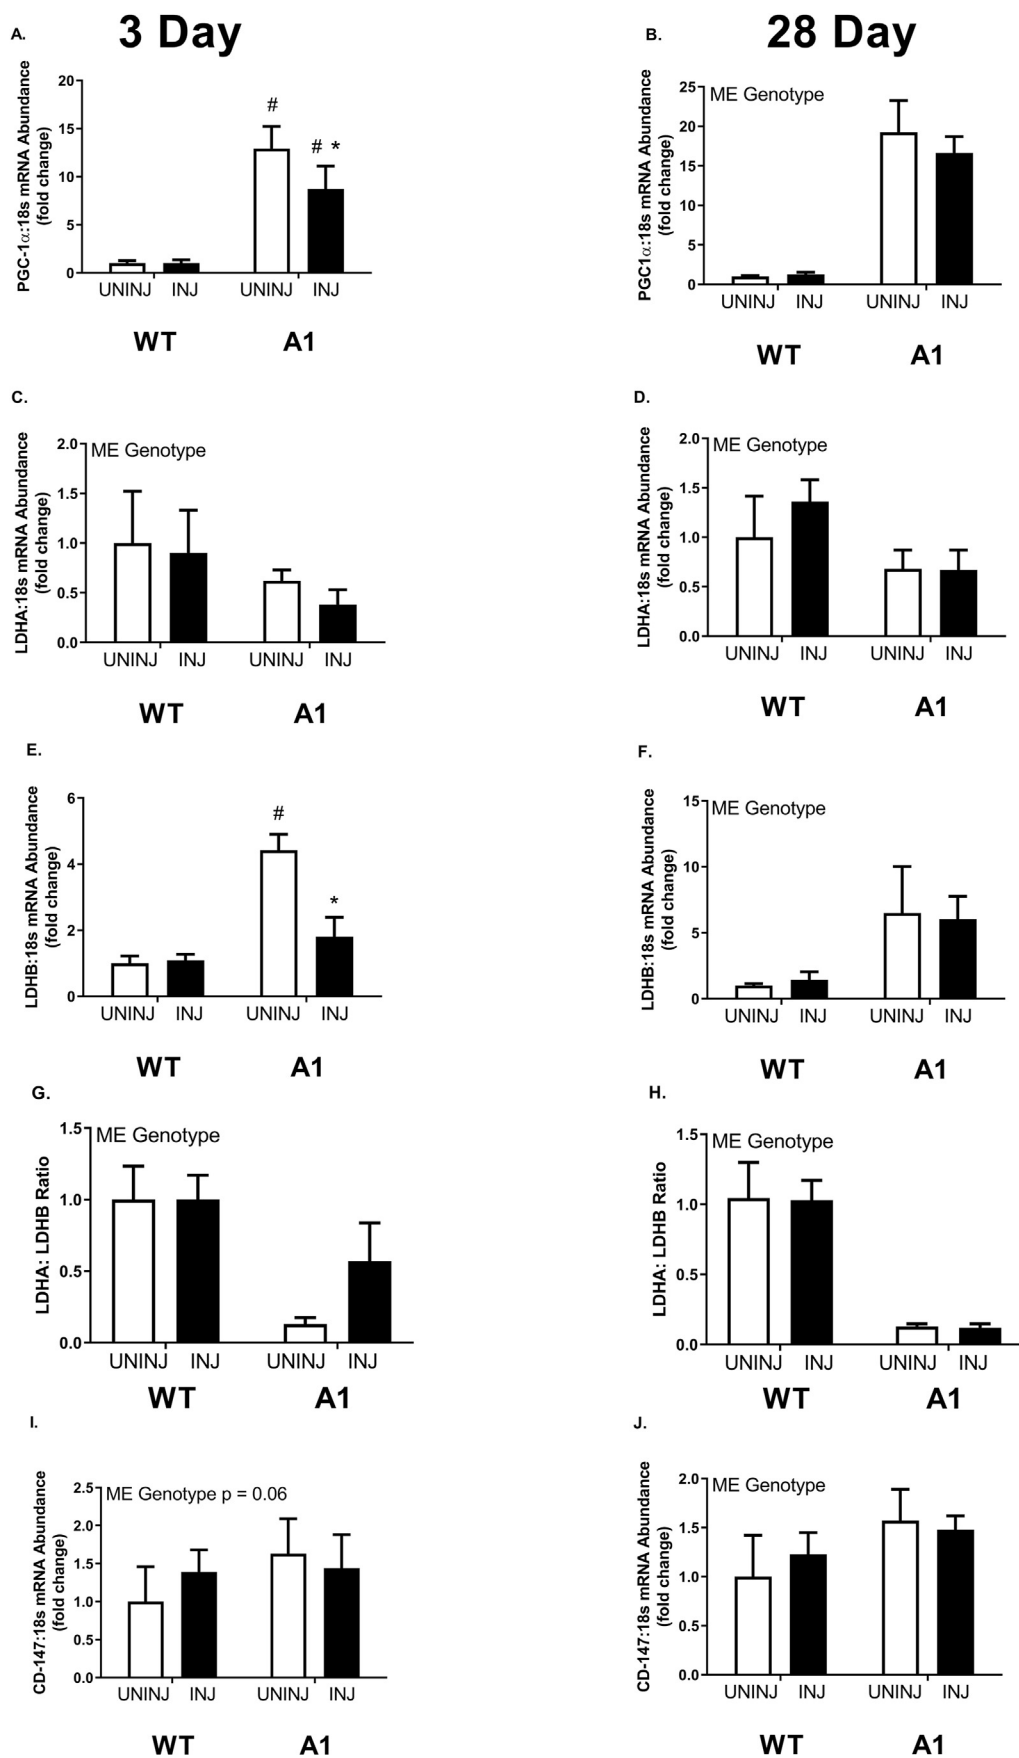 A.
3 Day
B.
28 Day
PGC-1α:18s mRNA Abundance
(fold change)
20
15
10
5
0
#
# *
UNINJ INJ UNINJ INJ
WT A1
PGC1α:18s mRNA Abundance
(fold change)
25
20
15
10
5
0
ME Genotype
UNINJ INJ UNINJ INJ
WT A1
C.
LDHA:18s mRNA Abundance
(fold change)
2.0
1.5
1.0
0.5
0.0
ME Genotype
UNINJ INJ UNINJ INJ
WT A1
D.
LDHA:18s mRNA Abundance
(fold change)
2.0
1.5
1.0
0.5
0.0
ME Genotype
UNINJ INJ UNINJ INJ
WT A1
E.
LDHB:18s mRNA Abundance
(fold change)
6
4
2
0
#
*
UNINJ INJ UNINJ INJ
WT A1
F.
LDHB:18s mRNA Abundance
(fold change)
15
10
5
0
ME Genotype
UNINJ INJ UNINJ INJ
WT A1
G.
LDHA: LDHB Ratio
1.5
1.0
0.5
0.0
ME Genotype
UNINJ INJ UNINJ INJ
WT A1
H.
LDHA: LDHB Ratio
1.5
1.0
0.5
0.0
ME Genotype
UNINJ INJ UNINJ INJ
WT A1
I.
CD-147:18s mRNA Abundance
(fold change)
2.5
2.0
1.5
1.0
0.5
0.0
ME Genotype p = 0.06
UNINJ INJ UNINJ INJ
WT A1
J.
CD-147:18s mRNA Abundance
(fold change)
2.0
1.5
1.0
0.5
0.0
ME Genotype
UNINJ INJ UNINJ INJ
WT A1